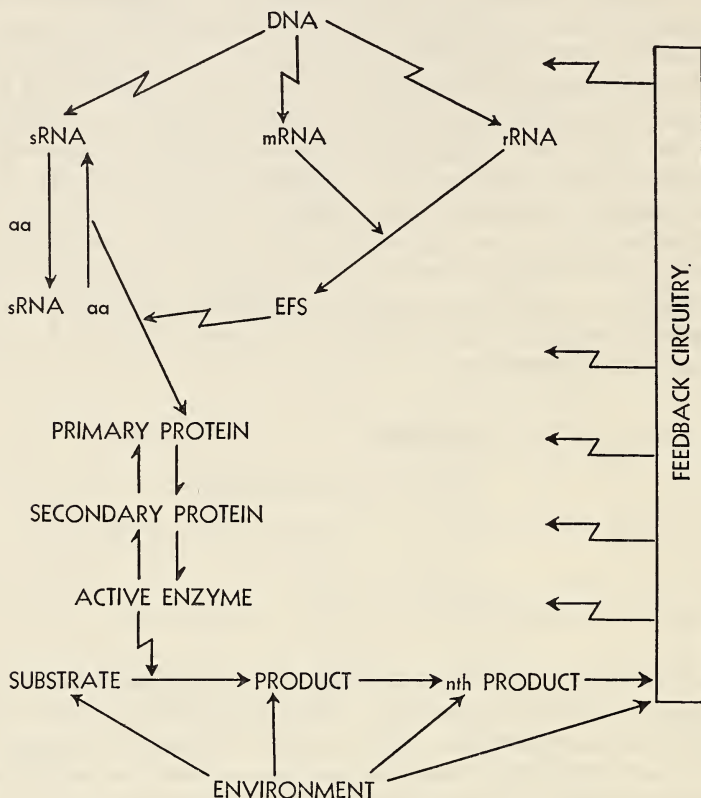 DNA
sRNA
mRNA
rRNA
aa
sRNA
aa
EFS
PRIMARY PROTEIN
SECONDARY PROTEIN
ACTIVE ENZYME
SUBSTRATE
PRODUCT
nth PRODUCT
ENVIRONMENT
FEEDBACK CIRCUITRY.